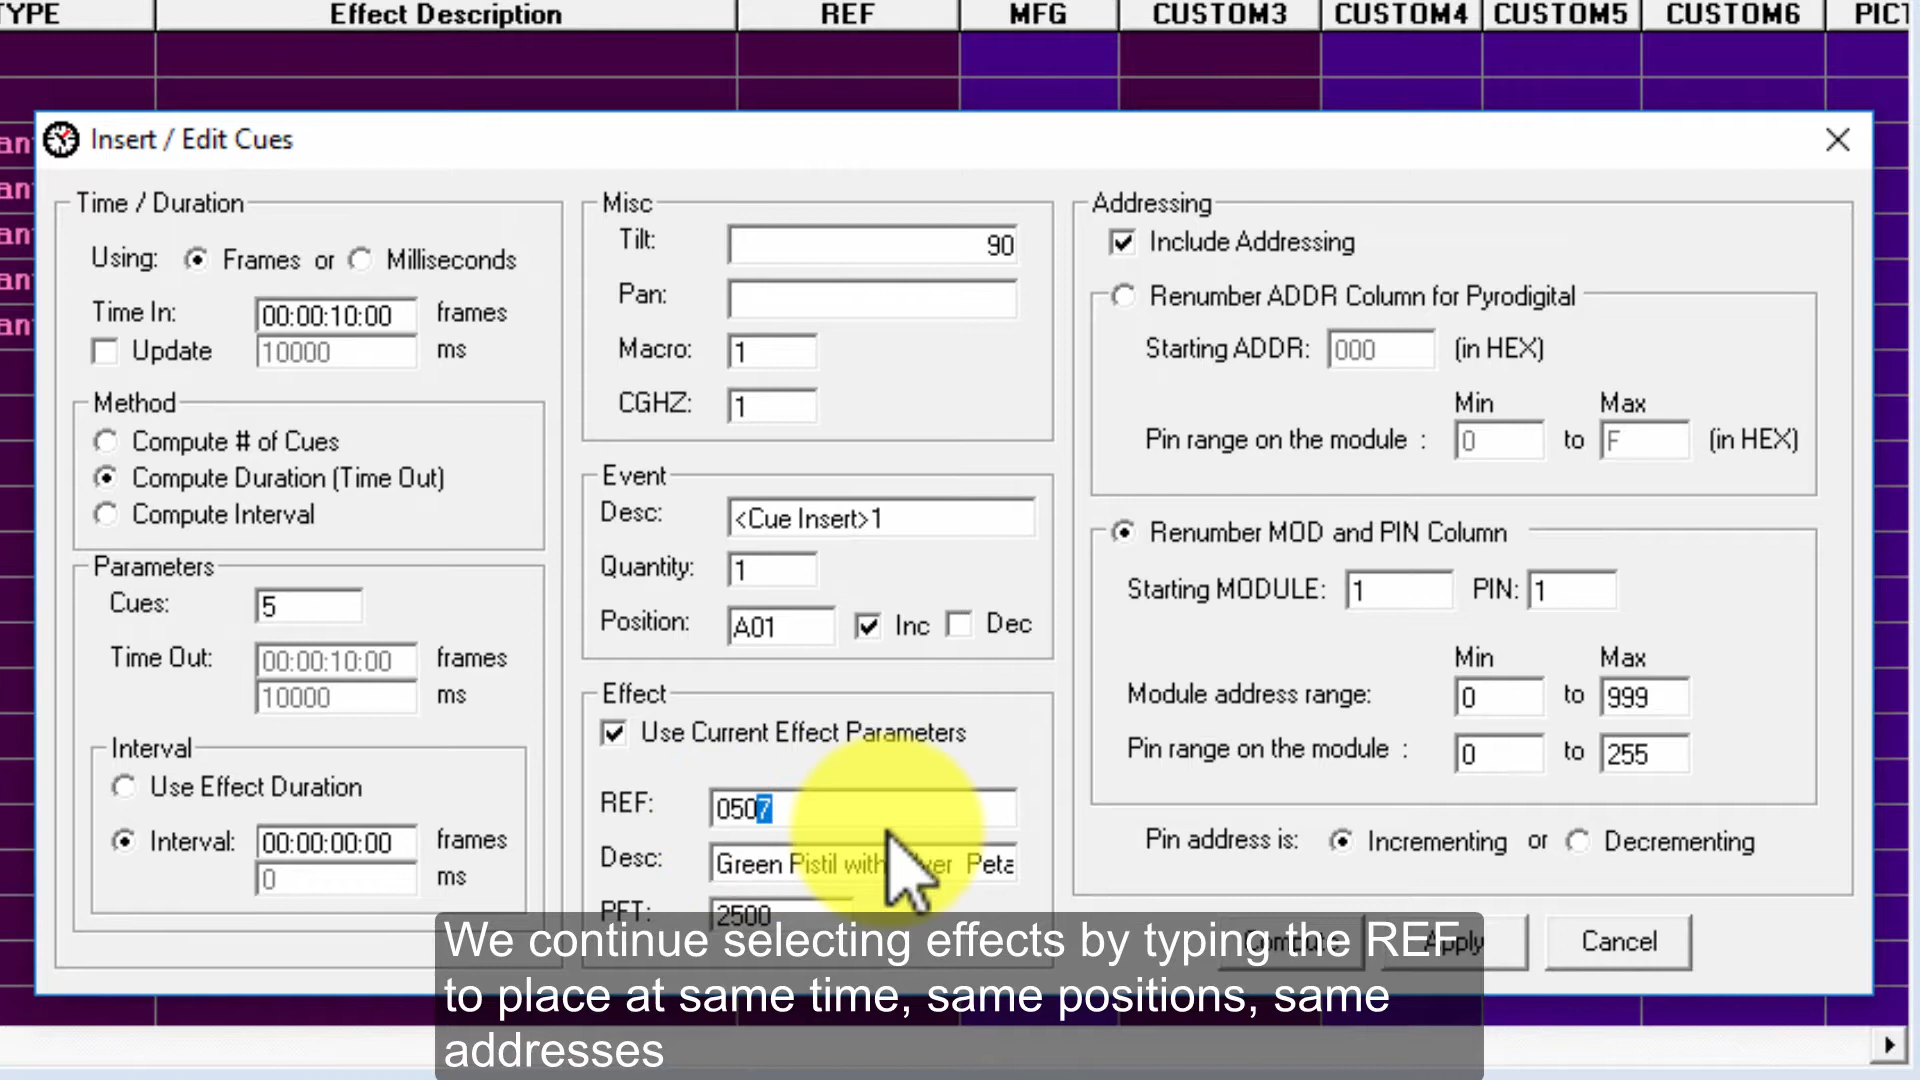 TYPE Effect Description REF MFG CUSTOM3 CUSTOM4 CUSTOM5 CUSTOM6 PICT
Insert / Edit Cues
Time / Duration
Using: Frames or Milliseconds
Time In: 00:00:10:00 frames
Update 10000 ms
Method
Compute # of Cues
Compute Duration (Time Out)
Compute Interval
Parameters
Cues: 5
Time Out: 00:00:10:00 frames
10000 ms
Interval
Use Effect Duration
Interval: 00:00:00:00 frames
0 ms
Misc
Tilt: 90
Pan:
Macro: 1
CGHZ: 1
Event
Desc: <Cue Insert>1
Quantity: 1
Position: A01 Inc Dec
Effect
Use Current Effect Parameters
REF: 0507
Desc: Green Pistil with Peta
PFT: 2500
Addressing
Include Addressing
Renumber ADDR Column for Pyrodigital
Starting ADDR: 000 (in HEX)
Min Max
Pin range on the module : 0 to F (in HEX)
Renumber MOD and PIN Column
Starting MODULE: 1 PIN: 1
Min Max
Module address range: 0 to 999
Pin range on the module : 0 to 255
Pin address is: Incrementing or Decrementing
Compute Apply Cancel
We continue selecting effects by typing the REF
to place at same time, same positions, same
addresses